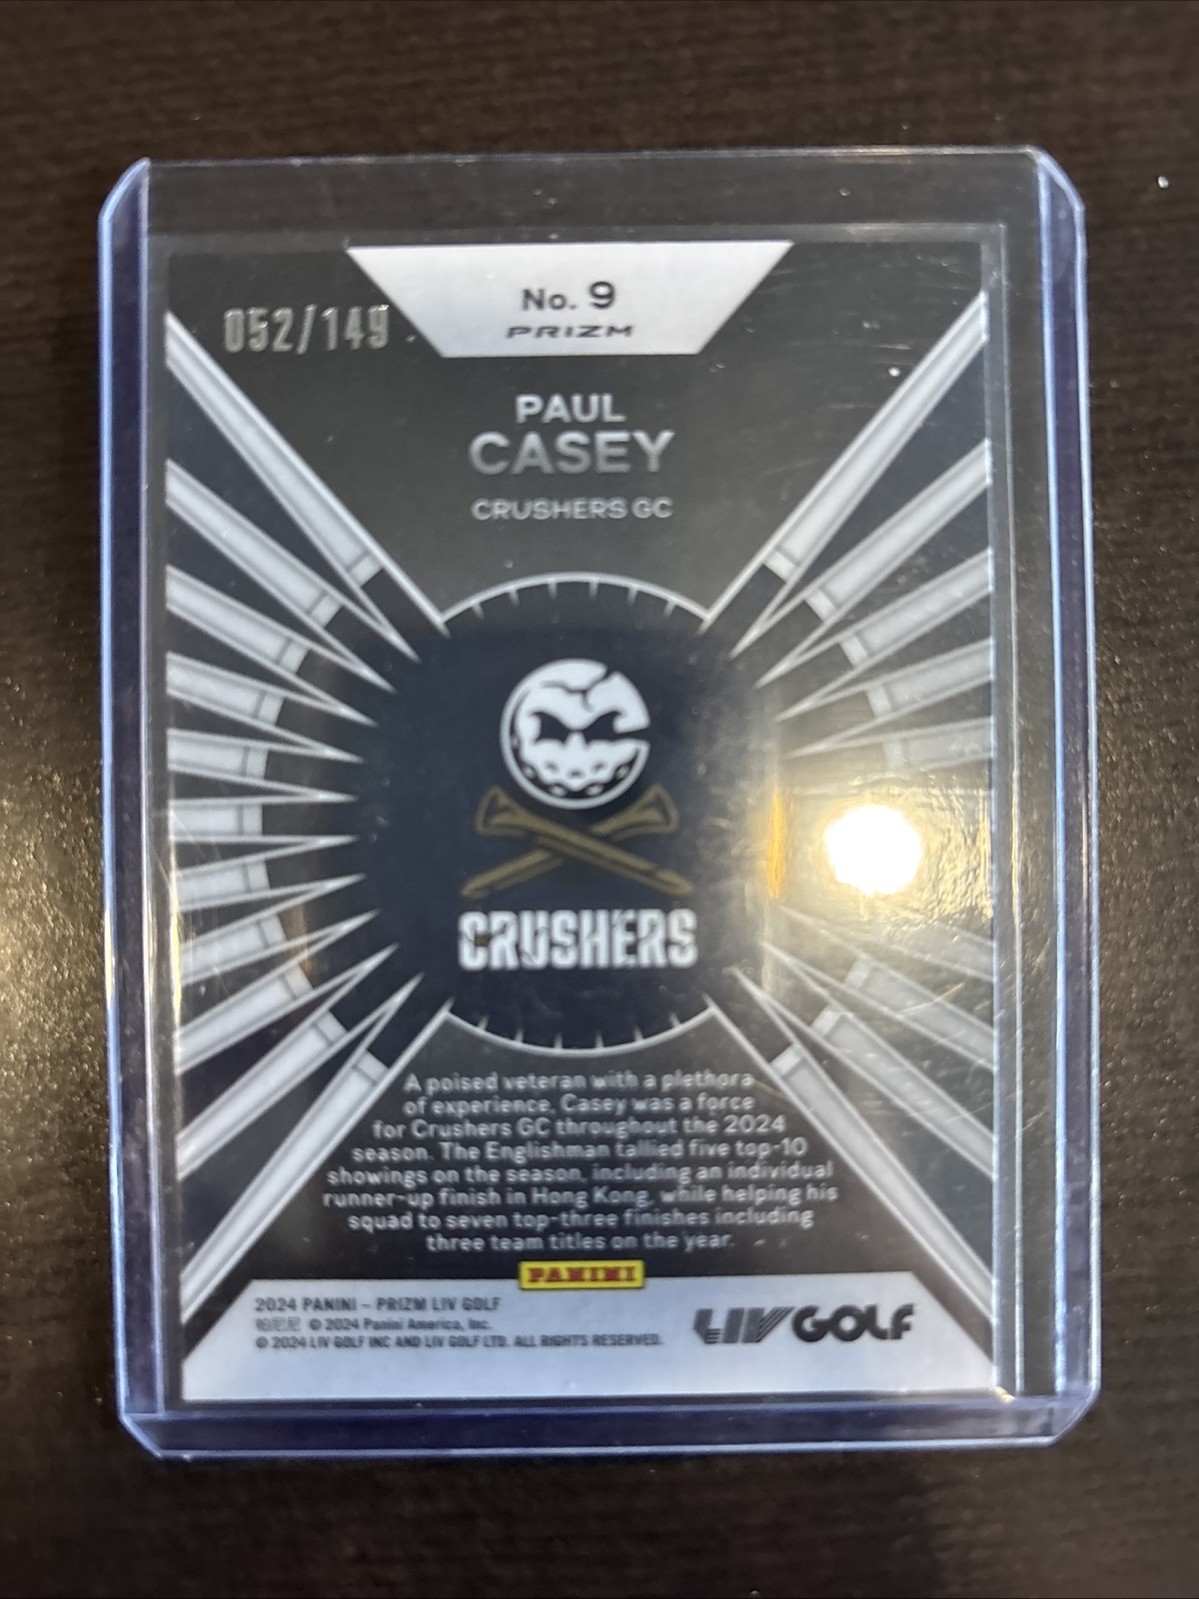 052/149
No. 9
PRIZM
PAUL
CASEY
CRUSHERS GC
CRUSHERS
A poised veteran with a plethora
of experience, Casey was a force
for Crushers GC throughout the 2024
season. The Englishman tallied five top-10
showings on the season, including an individual
runner-up finish in Hong Kong, while helping his
squad to seven top-three finishes including
three team titles on the year.
PANINI
2024 PANINI – PRIZM LIV GOLF
帕尼尼 © 2024 Panini America, Inc.
© 2024 LIV GOLF INC AND LIV GOLF LTD. ALL RIGHTS RESERVED.
LIV GOLF